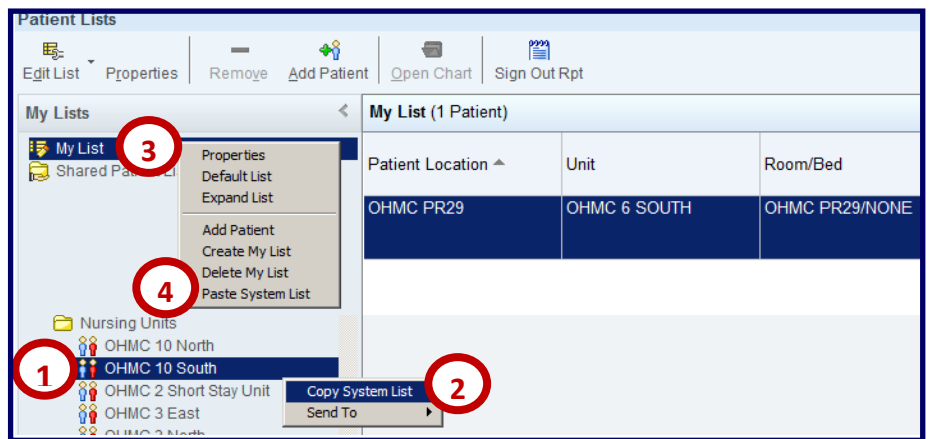 Patient Lists
Edit List Properties Remove Add Patient Open Chart Sign Out Rpt
My Lists
My List (1 Patient)
My List
3
Properties
Default List
Expand List
Add Patient
Create My List
Delete My List
Paste System List
4
Patient Location Unit Room/Bed
OHMC PR29 OHMC 6 SOUTH OHMC PR29/NONE
Shared
Nursing Units
OHMC 10 North
1
OHMC 10 South
OHMC 2 Short Stay Unit
OHMC 3 East
Copy System List
2
Send To